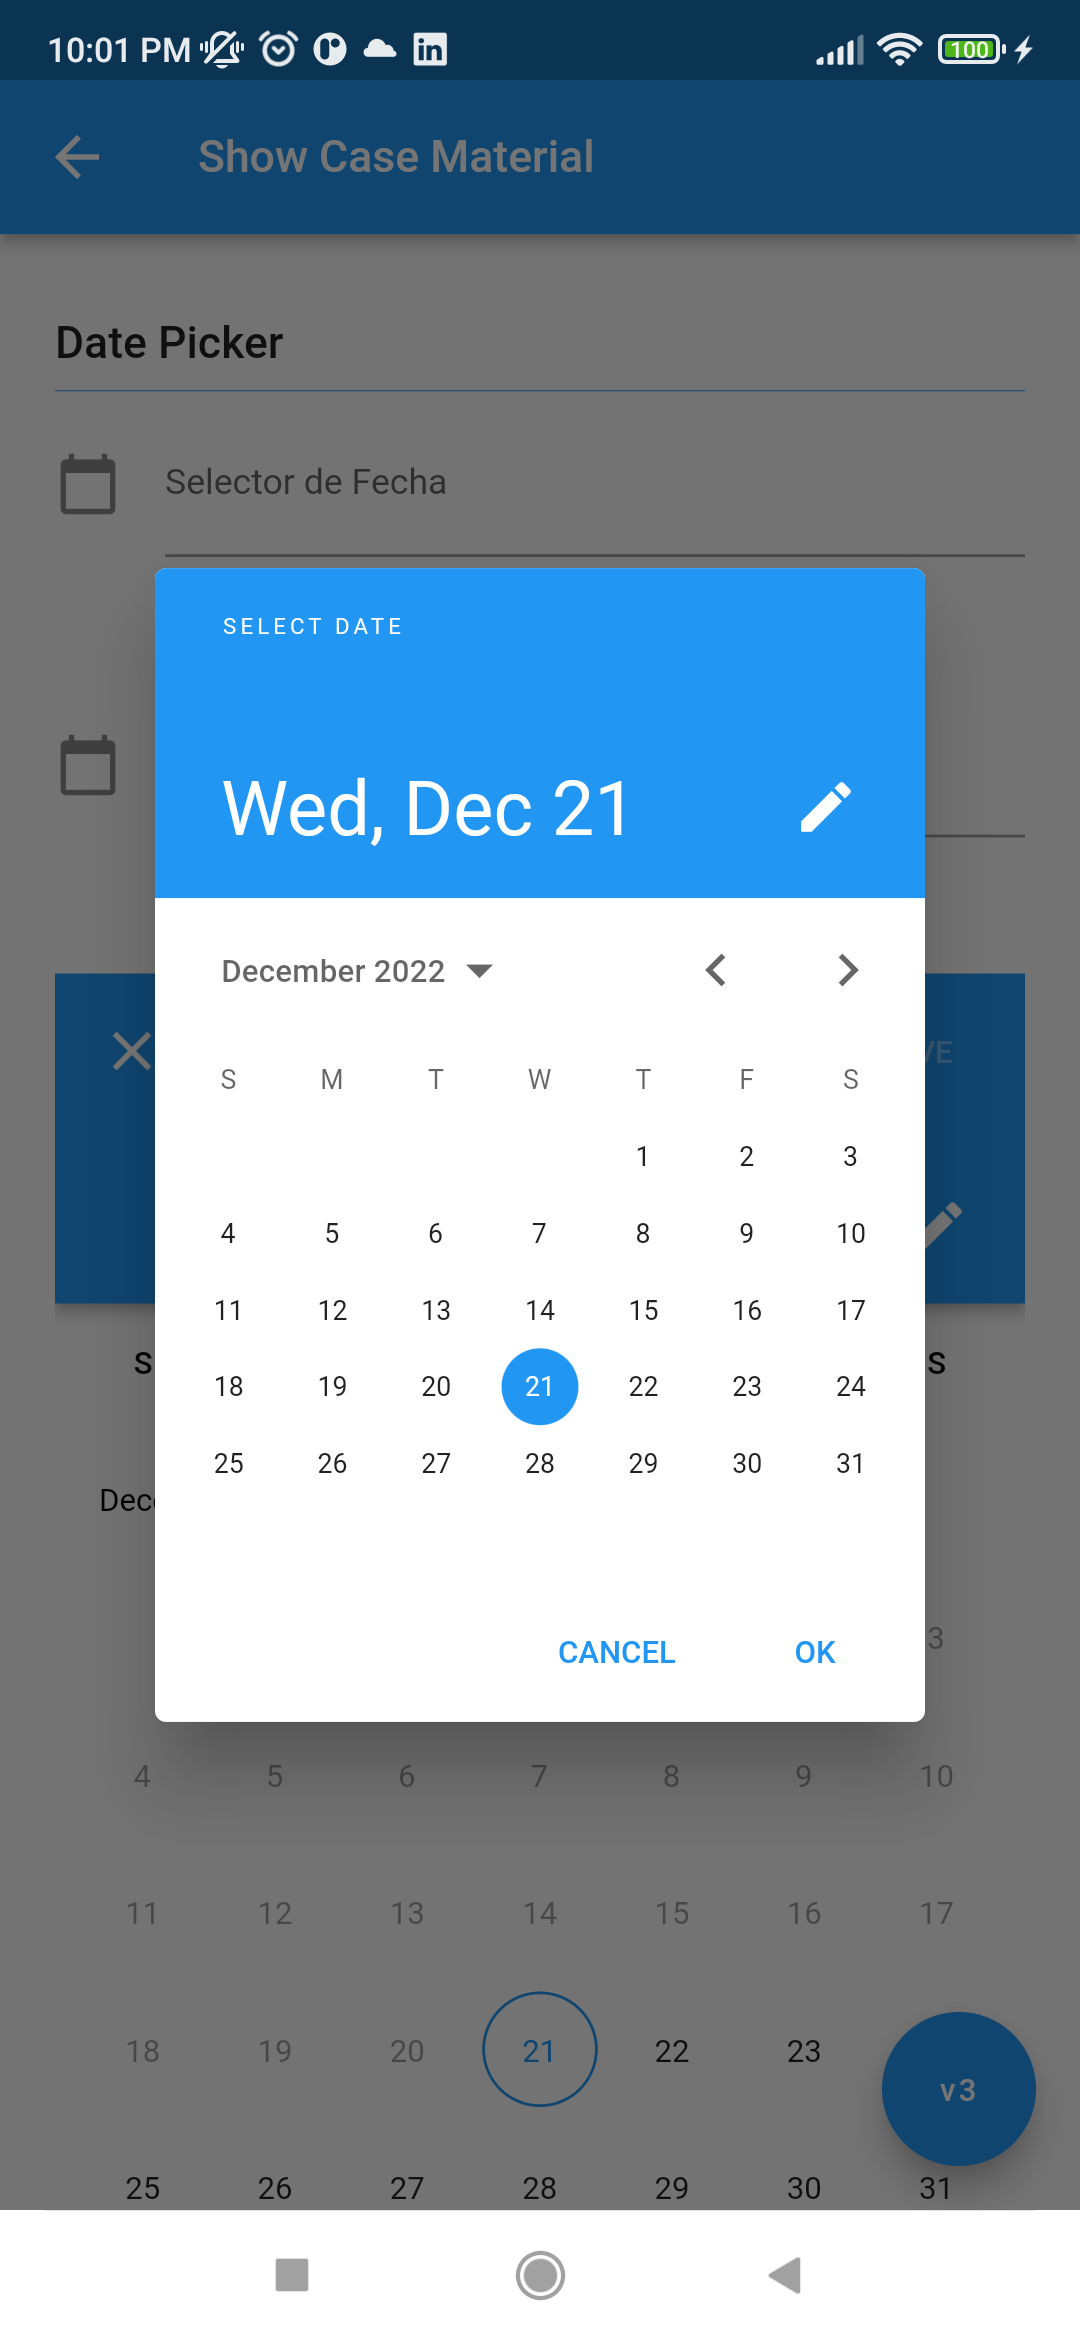 10:01 PM
100
Show Case Material
Date Picker
Selector de Fecha
SELECT DATE
Wed, Dec 21
December 2022
VE
S M T W T F S
1 2 3
4 5 6 7 8 9 10
11 12 13 14 15 16 17
S S
18 19 20 21 22 23 24
25 26 27 28 29 30 31
Dec
CANCEL OK
3
4 5 6 7 8 9 10
11 12 13 14 15 16 17
18 19 20 21 22 23
v3
25 26 27 28 29 30 31